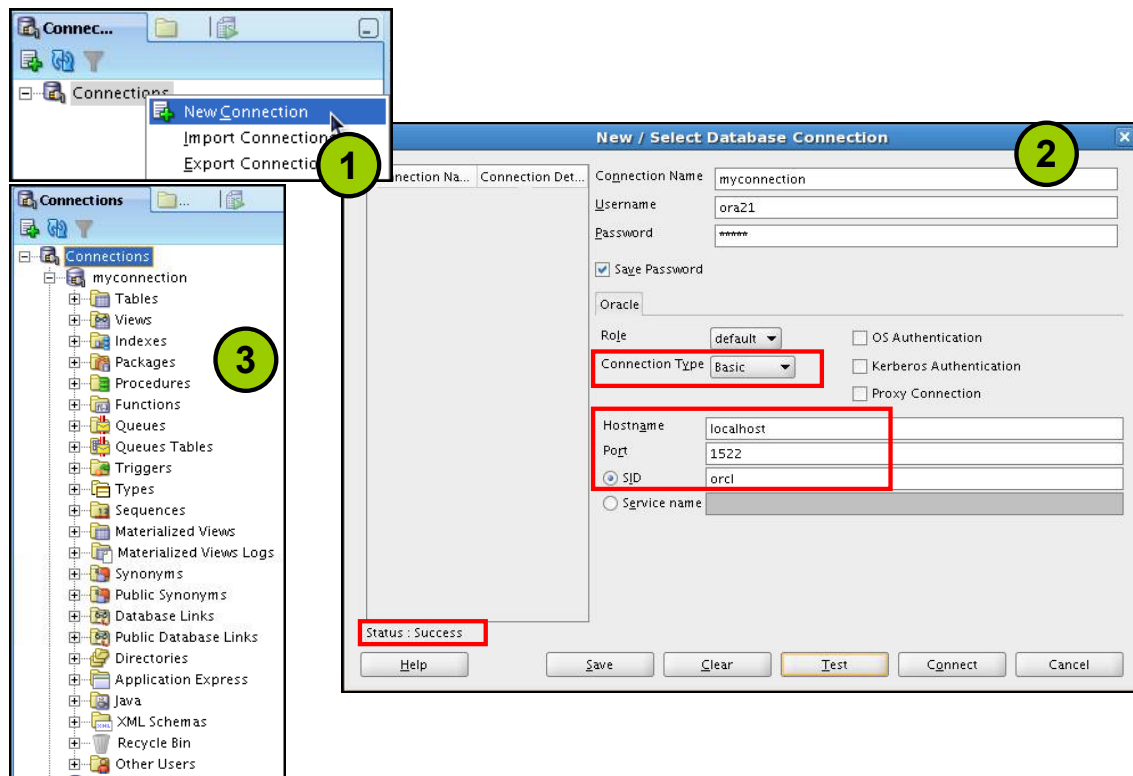 Connec...
Connections
New Connection
Import Connection
Export Connectio
1
Connections
...
Connections
myconnection
Tables
Views
Indexes
Packages
Procedures
Functions
Queues
Queues Tables
Triggers
Types
Sequences
Materialized Views
Materialized Views Logs
Synonyms
Public Synonyms
Database Links
Public Database Links
Directories
Application Express
Java
XML Schemas
Recycle Bin
Other Users
3
New / Select Database Connection
2
nnection Na... Connection Det...
Connection Name myconnection
Username ora21
Password *****
Save Password
Oracle
Role default OS Authentication
Connection Type Basic Kerberos Authentication
Proxy Connection
Hostname localhost
Port 1522
SID orcl
Service name
Status : Success
Help Save Clear Test Connect Cancel